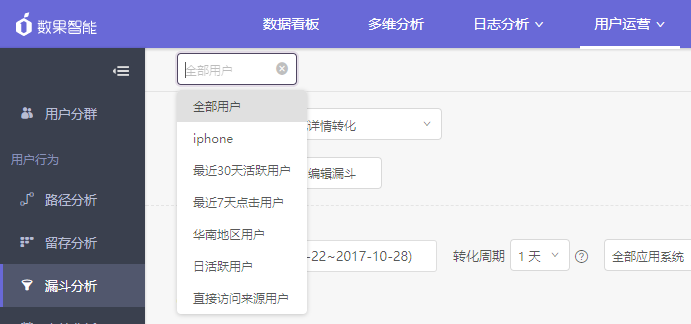 数果智能
数据看板
多维分析
日志分析
用户运营
全部用户
用户分群
用户行为
路径分析
留存分析
漏斗分析
全部用户
iphone
最近30天活跃用户
最近7天点击用户
华南地区用户
日活跃用户
直接访问来源用户
详情转化
编辑漏斗
-22~2017-10-28)
转化周期
1 天
全部应用系统